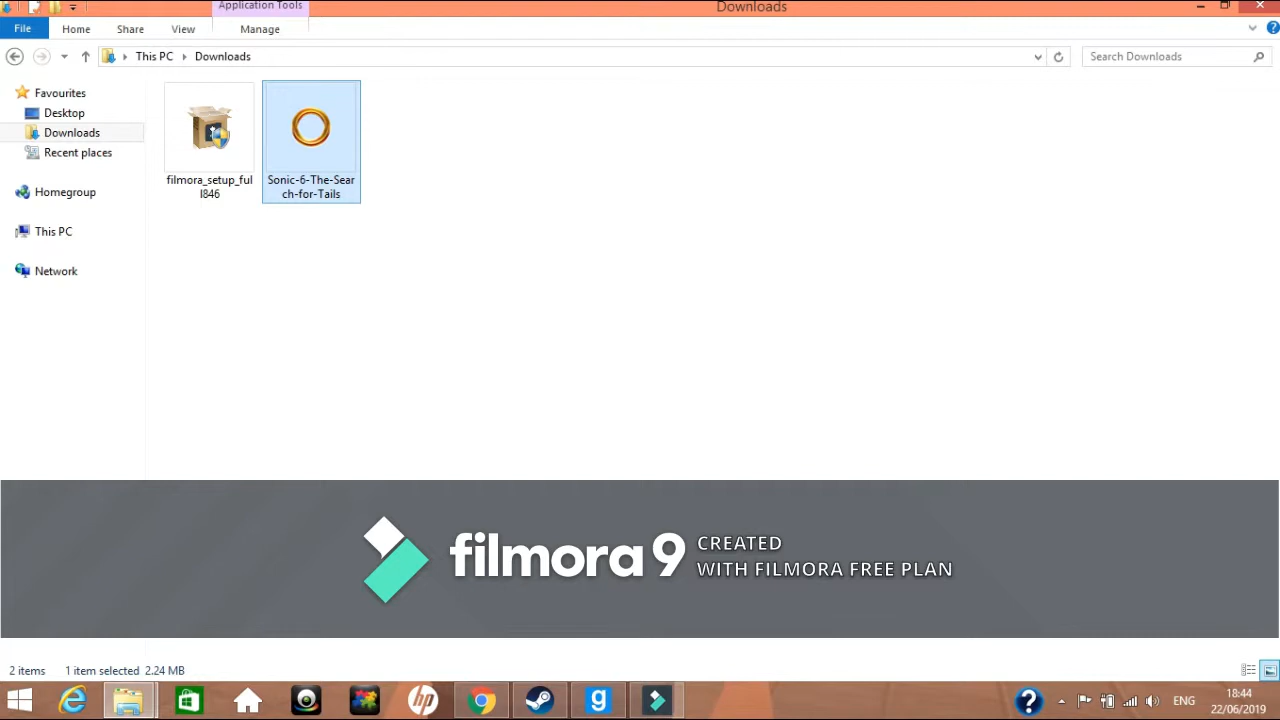 Application Tools
Downloads
File
Home
Share
View
Manage
This PC
Downloads
Search Downloads
Favourites
Desktop
Downloads
Recent places
Homegroup
This PC
Network
filmora_setup_ful
l846
Sonic-6-The-Sear
ch-for-Tails
filmora 9
CREATED
WITH FILMORA FREE PLAN
2 items
1 item selected 2.24 MB
hp
g
ENG
18:44
22/06/2019